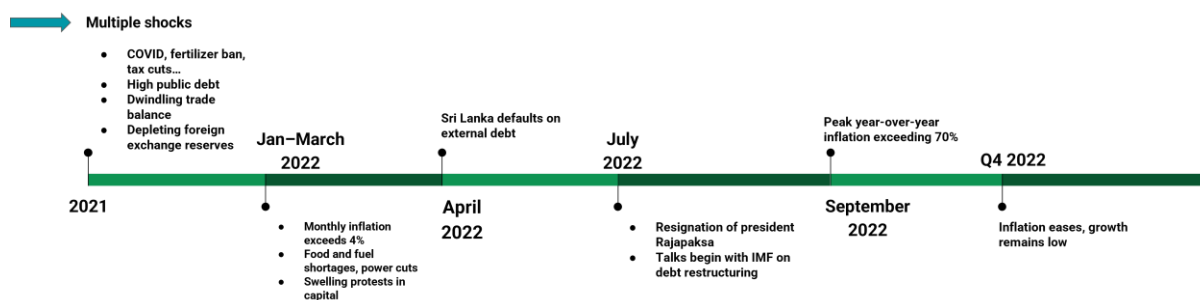 Multiple shocks
COVID, fertilizer ban,
tax cuts…
High public debt
Dwindling trade
balance
Depleting foreign
exchange reserves
2021
Jan–March
2022
Monthly inflation
exceeds 4%
Food and fuel
shortages, power cuts
Swelling protests in
capital
Sri Lanka defaults on
external debt
April
2022
July
2022
Resignation of president
Rajapaksa
Talks begin with IMF on
debt restructuring
Peak year-over-year
inflation exceeding 70%
September
2022
Q4 2022
Inflation eases, growth
remains low